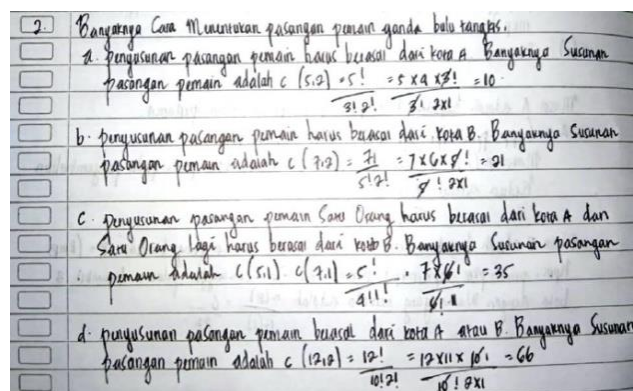 2. Banyaknya Cara Menentukan pasangan pemain ganda bulu tangkis.
a. penyusunan pasangan pemain harus berasal dari kota A. Banyaknya Susunan
pasangan pemain adalah C (5,2) = 5! / 3! 2! = 5 x 4 x 3! / 3! 2x1 = 10
b. penyusunan pasangan pemain harus berasal dari kota B. Banyaknya Susunan
pasangan pemain adalah C (7,2) = 7! / 5! 2! = 7 x 6 x 5! / 5! 2x1 = 21
c. penyusunan pasangan pemain Satu Orang harus berasal dari kota A dan
Satu Orang lagi harus berasal dari kota B. Banyaknya Susunan pasangan
pemain adalah C (5,1) . C (7,1) = 5! / 4! 1! . 7 x 6! / 6! 1 = 35
d. penyusunan pasangan pemain berasal dari kota A atau B. Banyaknya Susunan
pasangan pemain adalah C (12,2) = 12! / 10! 2! = 12 x 11 x 10! / 10! 2x1 = 66